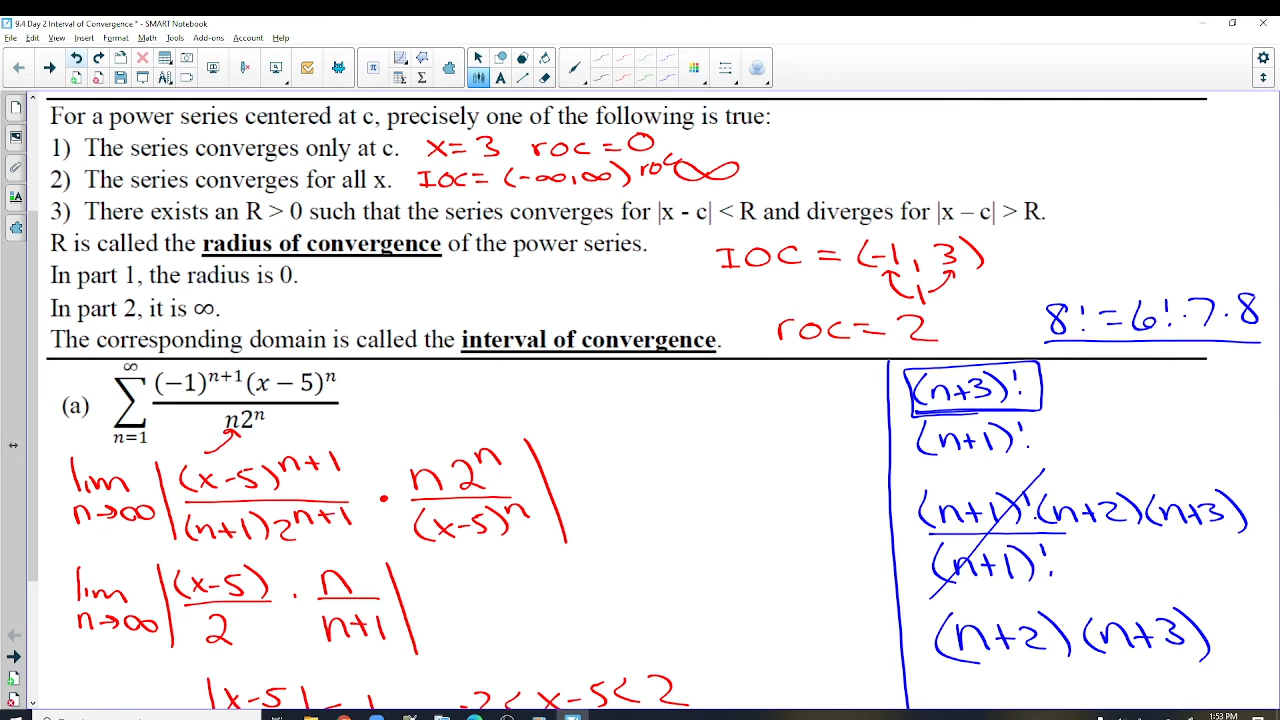 9.4 Day 2 Interval of Convergence * - SMART Notebook
File Edit View Insert Format Math Tools Add-ons Account Help
For a power series centered at c, precisely one of the following is true:
1) The series converges only at c. x = 3 roc = 0
2) The series converges for all x. IOC = (-∞,∞) roc ∞
3) There exists an R > 0 such that the series converges for |x - c| < R and diverges for |x – c| > R.
R is called the radius of convergence of the power series.
IOC = (-1, 3)
In part 1, the radius is 0.
1
In part 2, it is ∞.
roc = 2
8! = 6!·7·8
The corresponding domain is called the interval of convergence.
(a) ∞ ∑ n=1 (−1)^{n+1}(x − 5)^n / n2^n
lim n→∞ | (x-5)^{n+1} / (n+1)2^{n+1} · n2^n / (x-5)^n |
lim n→∞ | (x-5) / 2 · n / n+1 |
|x-5| -2 < x-5 < 2
(n+3)!
(n+1)!
(n+1)!(n+2)(n+3)
(n+1)!
(n+2)(n+3)
1:53 PM